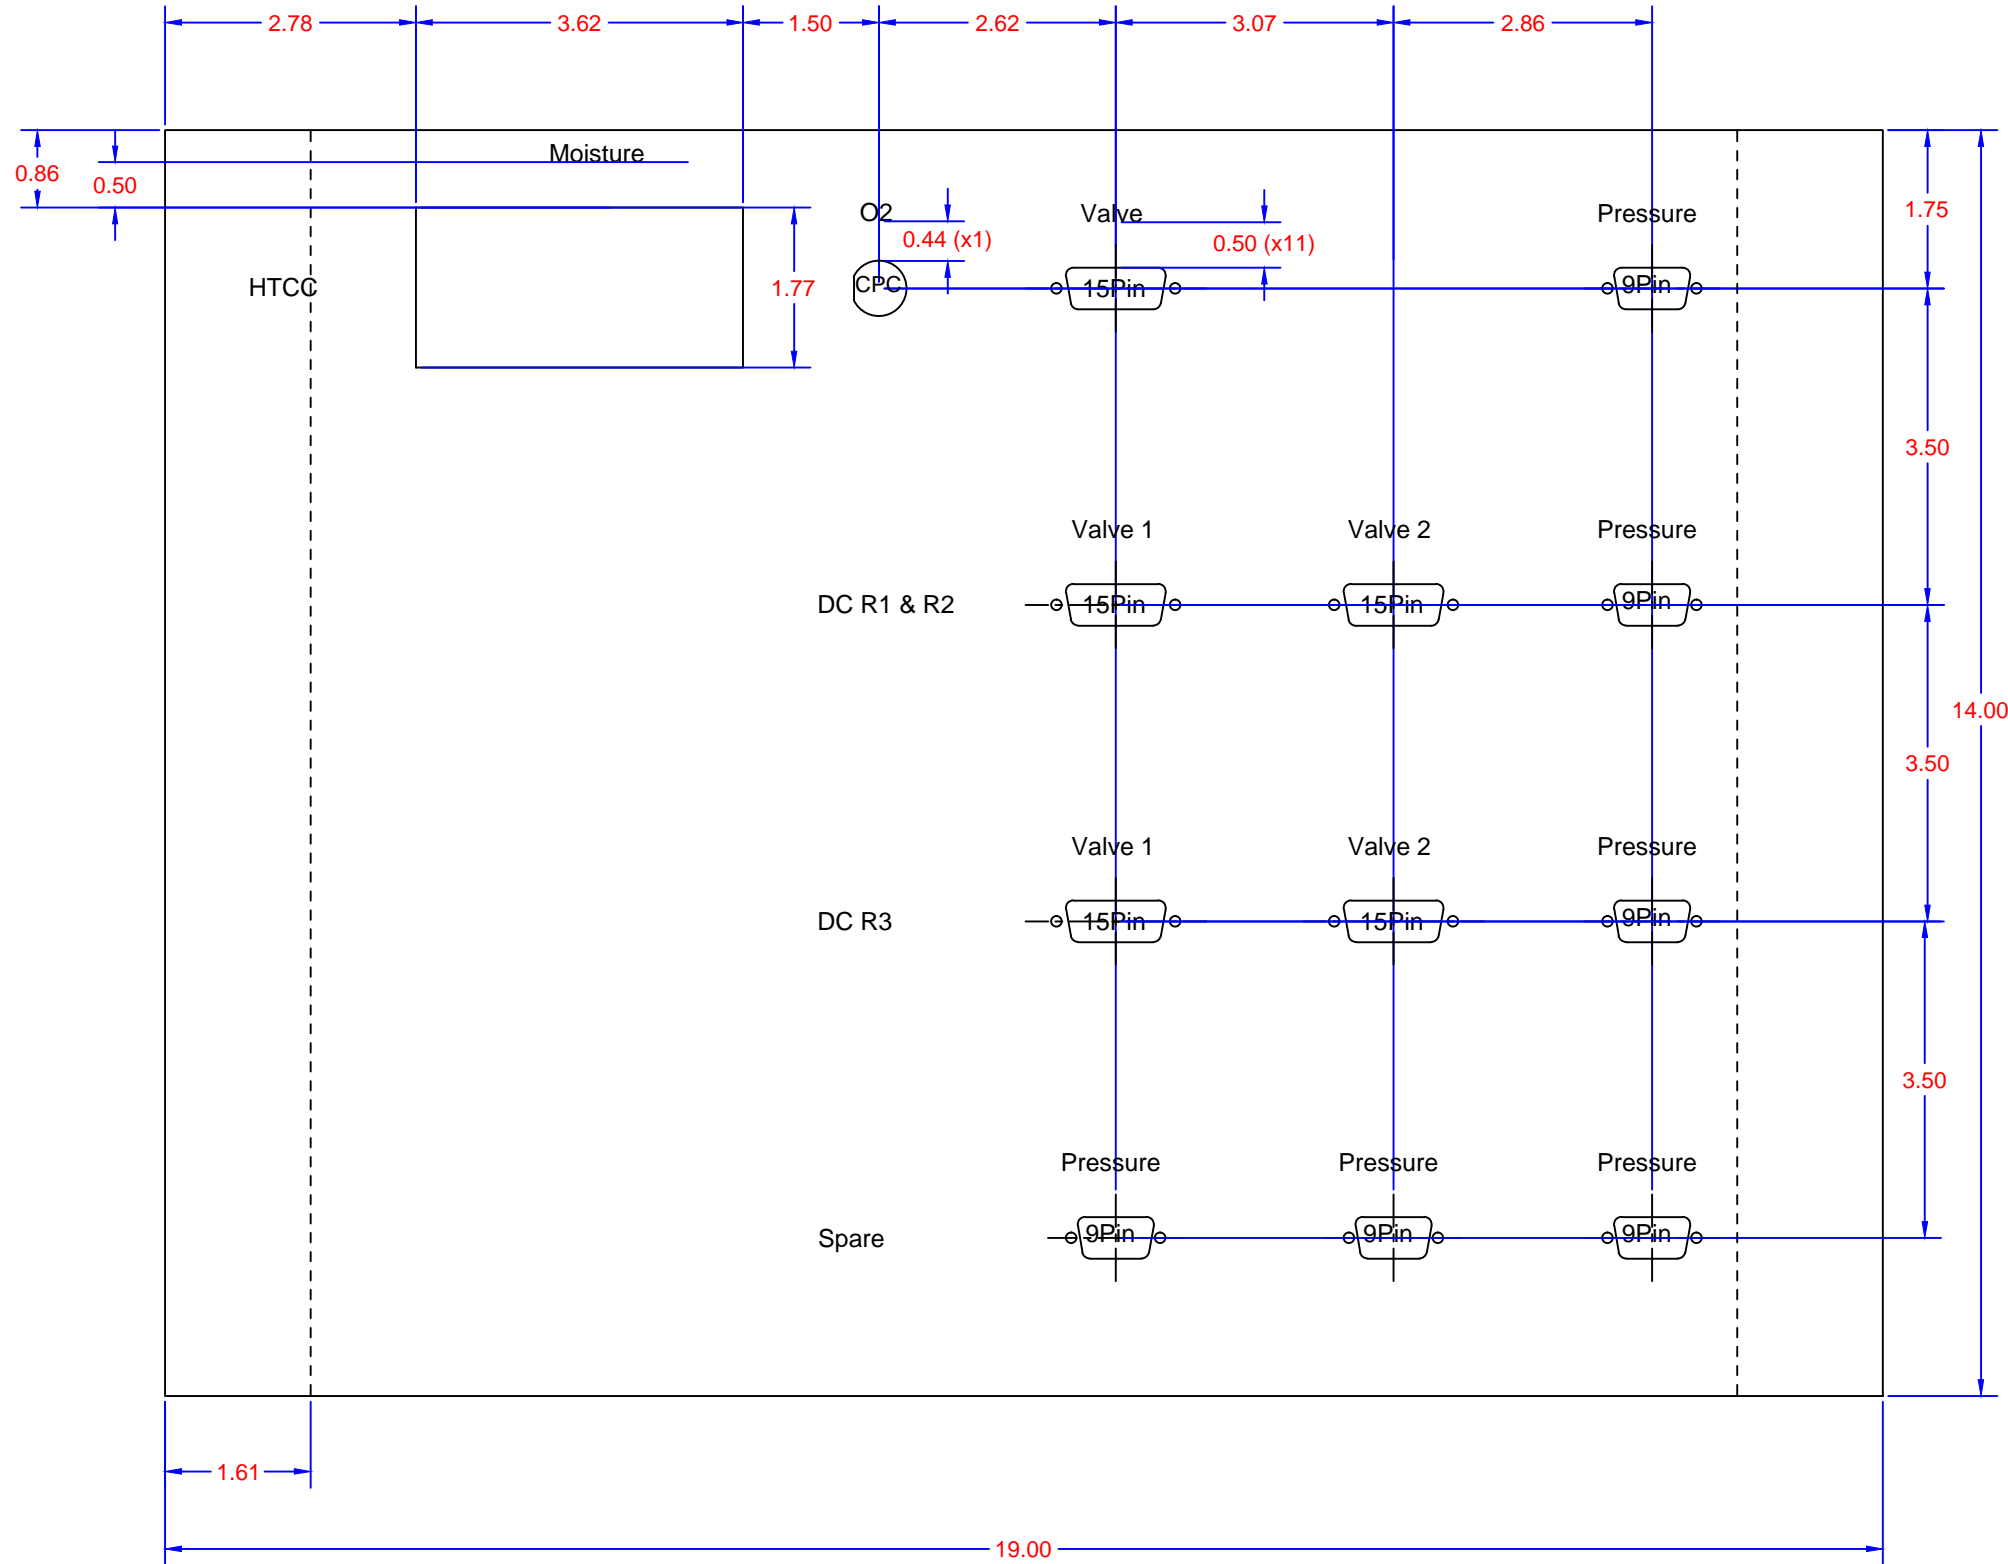 2.78 3.62 1.50 2.62 3.07 2.86
Moisture
0.86 0.50
O2 Valve Pressure 1.75
0.44 (x1) 0.50 (x11)
HTCC 1.77 CPC 15Pin 9Pin
3.50
Valve 1 Valve 2 Pressure
DC R1 & R2 15Pin 15Pin 9Pin
14.00
3.50
Valve 1 Valve 2 Pressure
DC R3 15Pin 15Pin 9Pin
3.50
Pressure Pressure Pressure
Spare 9Pin 9Pin 9Pin
1.61
19.00